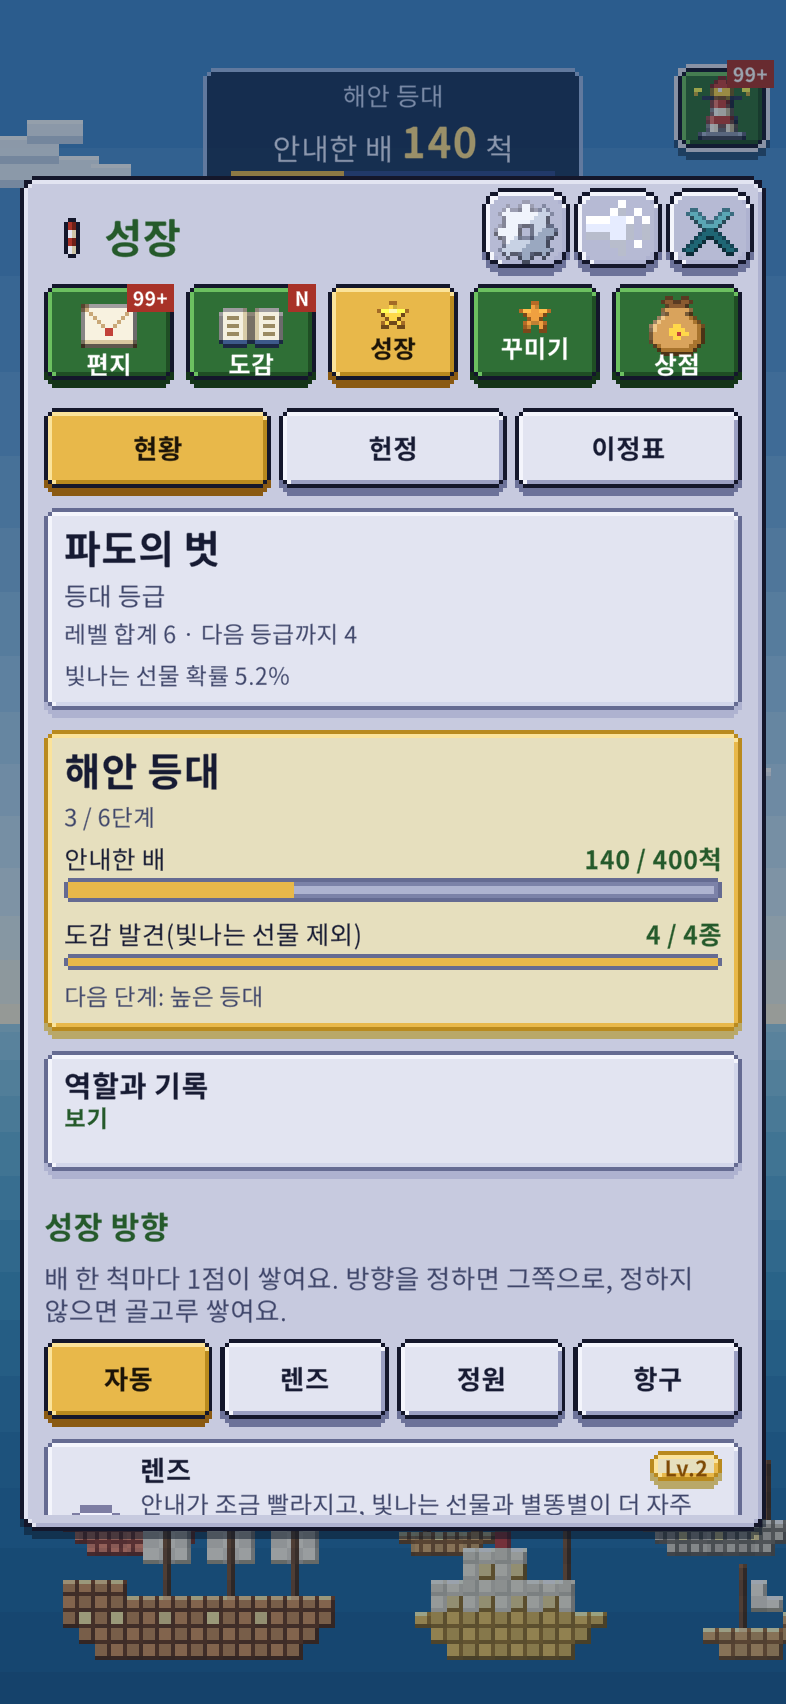 해안 등대
안내한 배 140 척
99+
성장
99+
편지
N
도감
성장
꾸미기
상점
현황
헌정
이정표
파도의 벗
등대 등급
레벨 합계 6 · 다음 등급까지 4
빛나는 선물 확률 5.2%
해안 등대
3 / 6단계
안내한 배 140 / 400척
도감 발견(빛나는 선물 제외) 4 / 4종
다음 단계: 높은 등대
역할과 기록
보기
성장 방향
배 한 척마다 1점이 쌓여요. 방향을 정하면 그쪽으로, 정하지
않으면 골고루 쌓여요.
자동
렌즈
정원
항구
렌즈 Lv.2
안내가 조금 빨라지고, 빛나는 선물과 별똥별이 더 자주